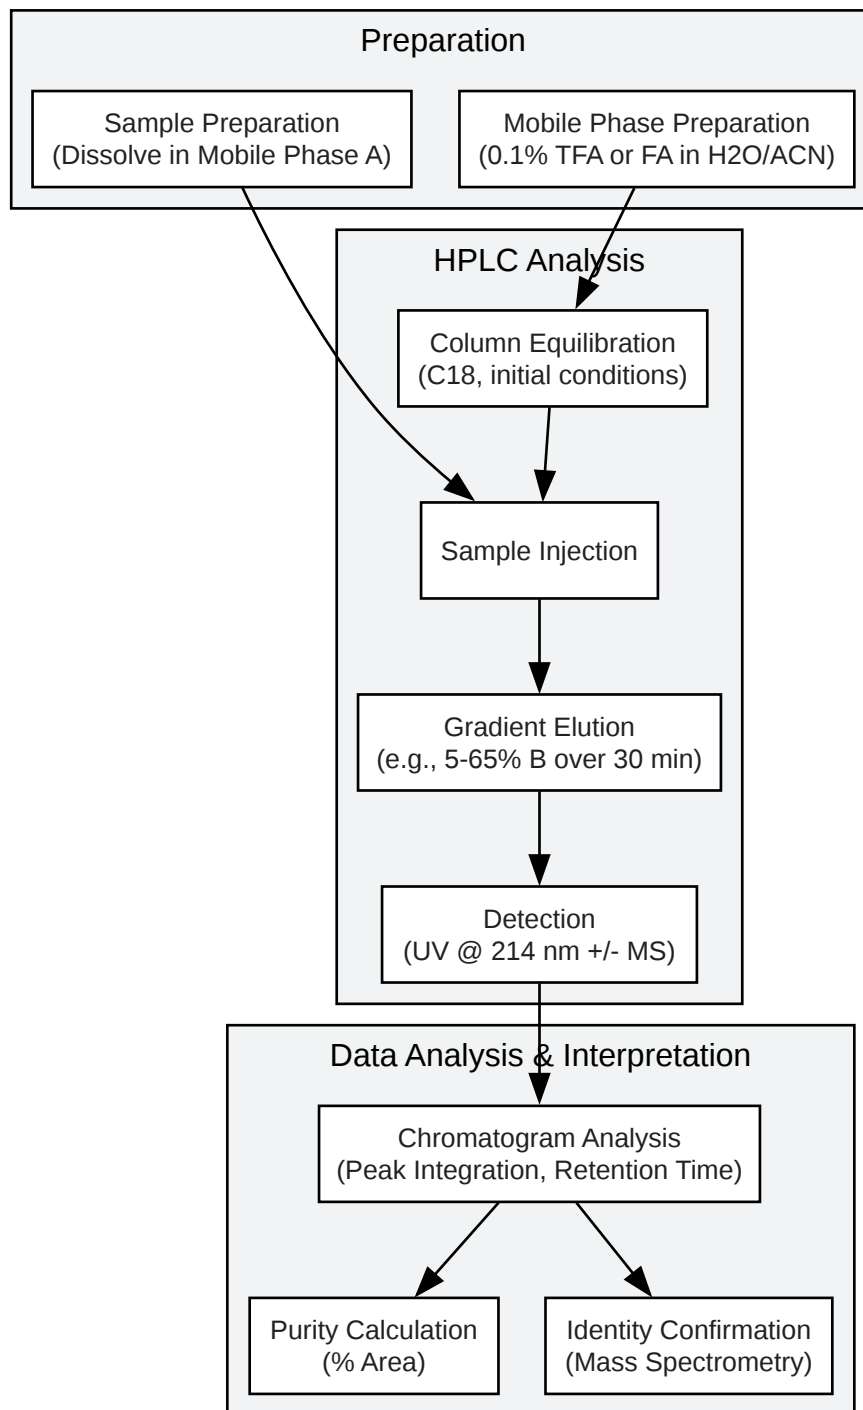 Preparation
Sample Preparation
(Dissolve in Mobile Phase A)
Mobile Phase Preparation
(0.1% TFA or FA in H2O/ACN)
HPLC Analysis
Column Equilibration
(C18, initial conditions)
Sample Injection
Gradient Elution
(e.g., 5-65% B over 30 min)
Detection
(UV @ 214 nm +/- MS)
Data Analysis & Interpretation
Chromatogram Analysis
(Peak Integration, Retention Time)
Purity Calculation
(% Area)
Identity Confirmation
(Mass Spectrometry)